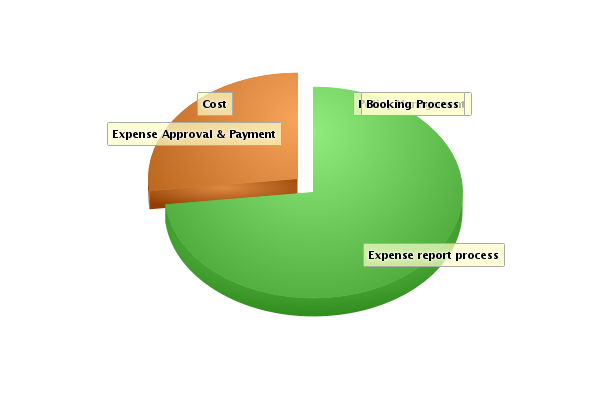 Cost
Booking Process
Expense Approval & Payment
Expense report process